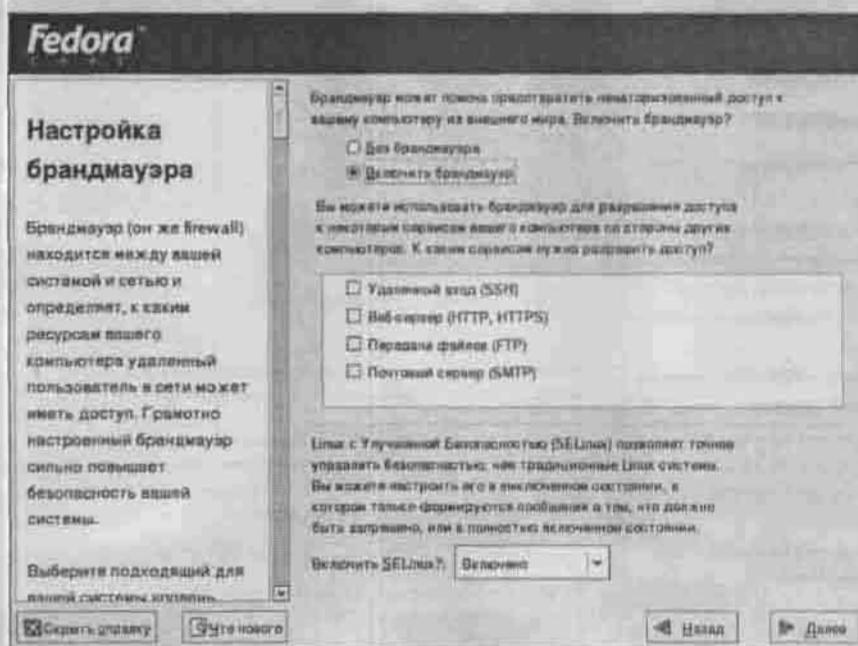 Fedora
CORE
Настройка
брандмауэра
Брандмауэр (он же firewall)
находится между вашей
системой и сетью и
определяет, к каким
ресурсам вашего
компьютера удаленный
пользователь в сети может
иметь доступ. Грамотно
настроенный брандмауэр
сильно повышает
безопасность вашей
системы.
Выберите подходящий для
вашей системы уровень
Скрыть справку
Что нового
Брандмауэр может помочь предотвратить неавторизованный доступ к
вашему компьютеру из внешнего мира. Включить брандмауэр?
Без брандмауэра
Включить брандмауэр
Вы можете использовать брандмауэр для разрешения доступа
к некоторым сервисам вашего компьютера со стороны других
компьютеров. К каким сервисам нужно разрешить доступ?
Удаленный вход (SSH)
Веб-сервер (HTTP, HTTPS)
Передача файлов (FTP)
Почтовый сервер (SMTP)
Linux с Улучшенной Безопасностью (SELinux) позволяет точнее
управлять безопасностью, чем традиционные Linux системы.
Вы можете настроить его в выключенном состоянии, в
котором только формируются сообщения о том, что должно
быть запрещено, или в полностью включенном состоянии.
Включить SELinux?: Включено
Назад
Далее